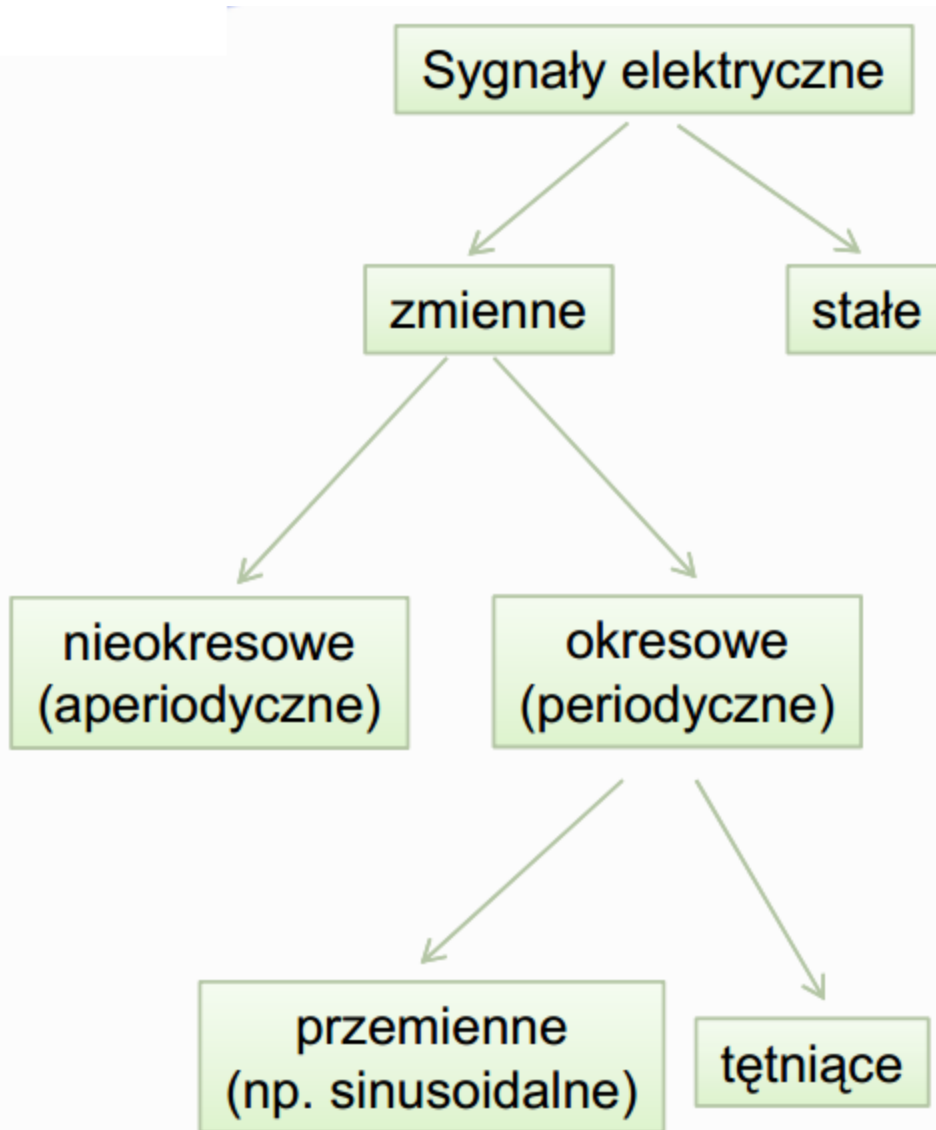 Sygnały elektryczne
zmienne
stałe
nieokresowe
(aperiodyczne)
okresowe
(periodyczne)
przemienne
(np. sinusoidalne)
tętniące